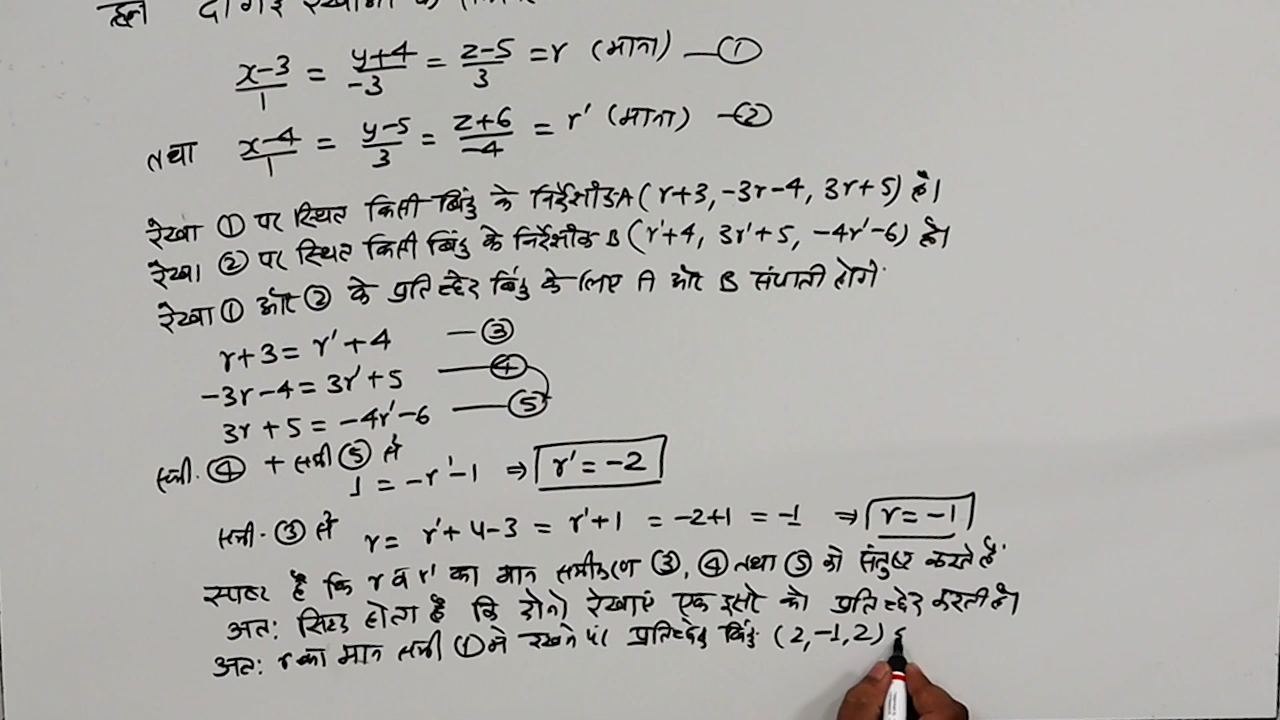 हल दी गई रेखाओं के
x-3/1 = y+4/-3 = z-5/3 = r (माना) —①
तथा x-4/1 = y-5/3 = z+6/-4 = r' (माना) —②
रेखा ① पर स्थित किसी बिंदु के निर्देशांक A (r+3, -3r-4, 3r+5) है।
रेखा ② पर स्थित किसी बिंदु के निर्देशांक B (r'+4, 3r'+5, -4r'-6) है।
रेखा ① और ② के प्रतिच्छेद बिंदु के लिए A और B संपाती होंगे
r+3 = r'+4 —③
-3r-4 = 3r'+5 —④
3r+5 = -4r'-6 —⑤
समी. ④ + समी ⑤ से
1 = -r'-1 ⇒ r' = -2
समी. ③ से r = r'+4-3 = r'+1 = -2+1 = -1 ⇒ r = -1
स्पष्ट है कि r व r' का मान समीकरण ③, ④ तथा ⑤ को संतुष्ट करते हैं
अतः सिद्ध होता है कि दोनों रेखाएं एक दूसरे को प्रतिच्छेद करती है।
अतः r का मान समी ① में रखने पर प्रतिच्छेद बिंदु (2, -1, 2)